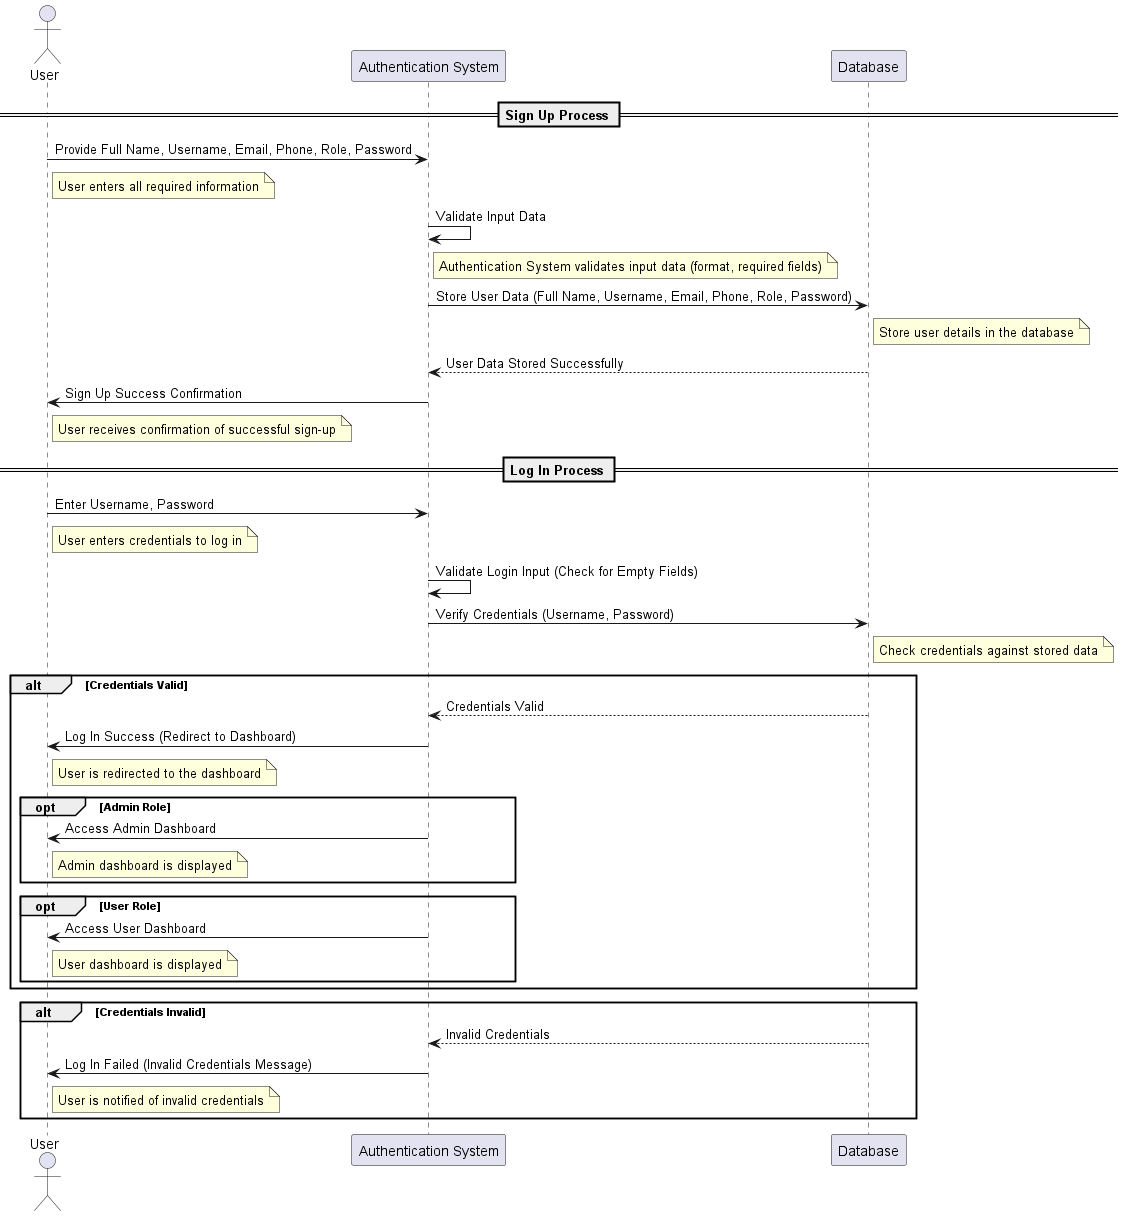 User
Authentication System
Database
Sign Up Process
Provide Full Name, Username, Email, Phone, Role, Password
User enters all required information
Validate Input Data
Authentication System validates input data (format, required fields)
Store User Data (Full Name, Username, Email, Phone, Role, Password)
Store user details in the database
User Data Stored Successfully
Sign Up Success Confirmation
User receives confirmation of successful sign-up
Log In Process
Enter Username, Password
User enters credentials to log in
Validate Login Input (Check for Empty Fields)
Verify Credentials (Username, Password)
Check credentials against stored data
alt [Credentials Valid]
Credentials Valid
Log In Success (Redirect to Dashboard)
User is redirected to the dashboard
opt [Admin Role]
Access Admin Dashboard
Admin dashboard is displayed
opt [User Role]
Access User Dashboard
User dashboard is displayed
alt [Credentials Invalid]
Invalid Credentials
Log In Failed (Invalid Credentials Message)
User is notified of invalid credentials
User
Authentication System
Database